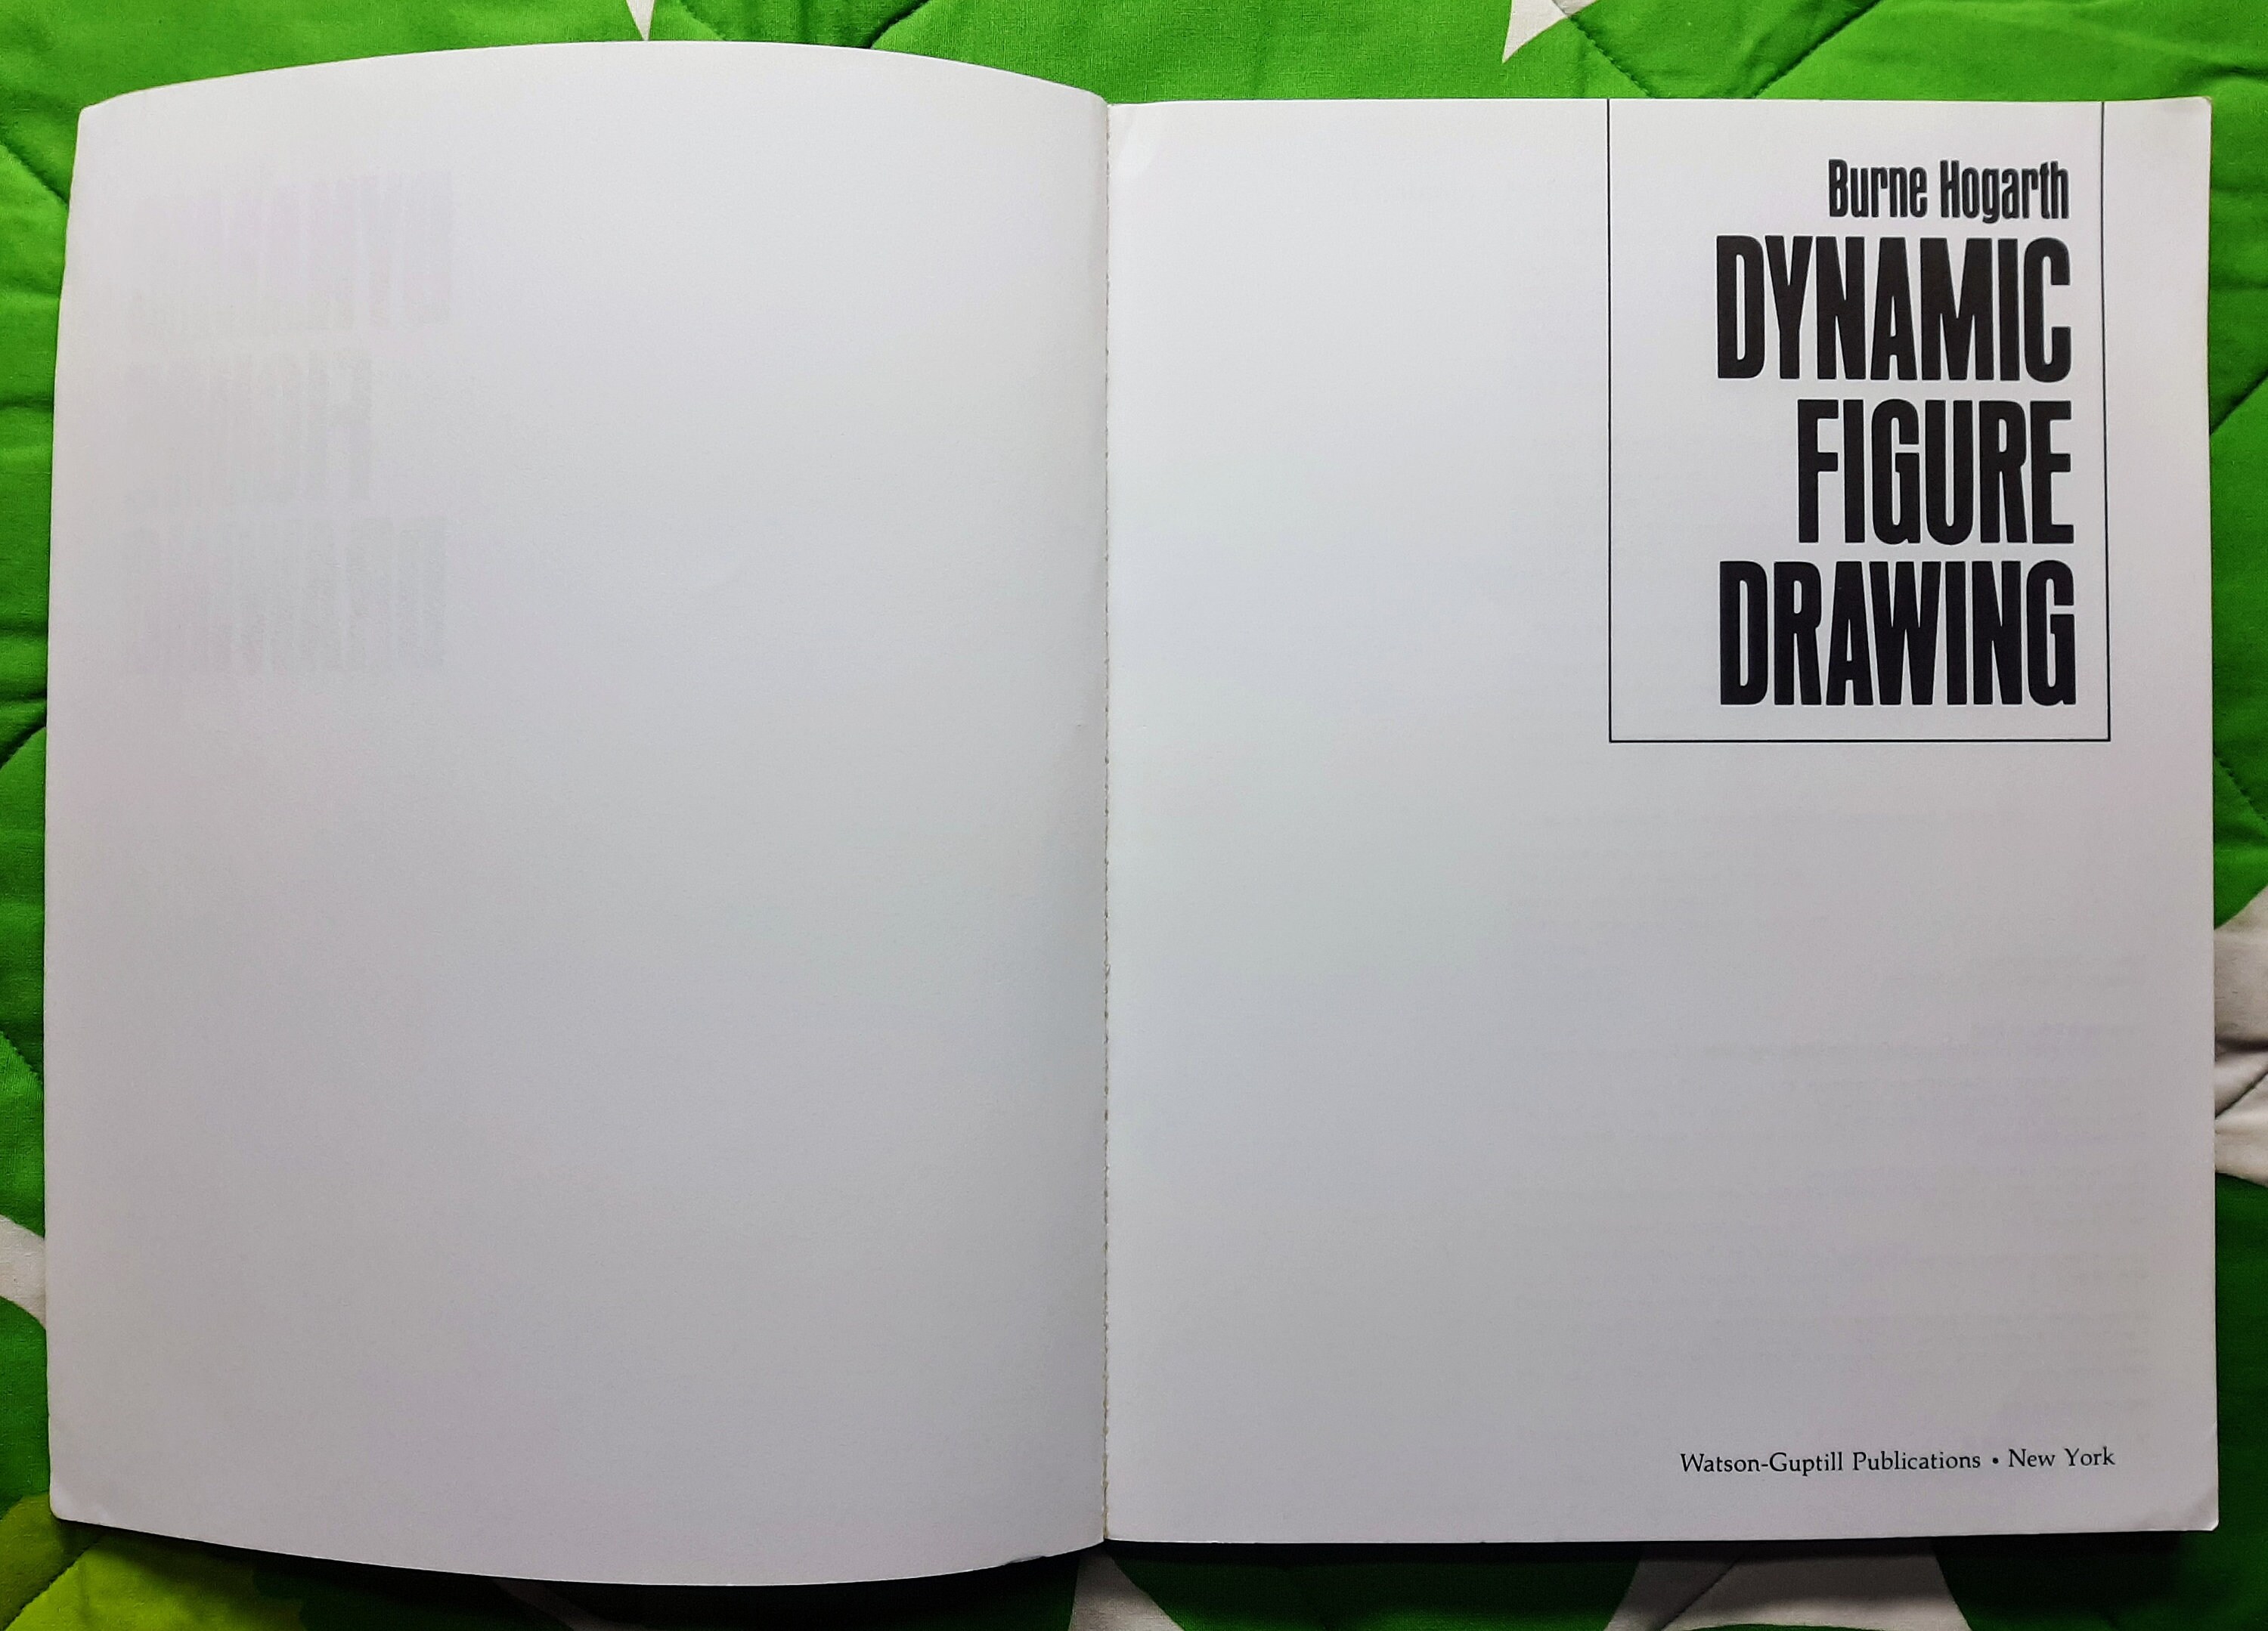 Burne Hogarth
DYNAMIC
FIGURE
DRAWING
Watson-Guptill Publications • New York